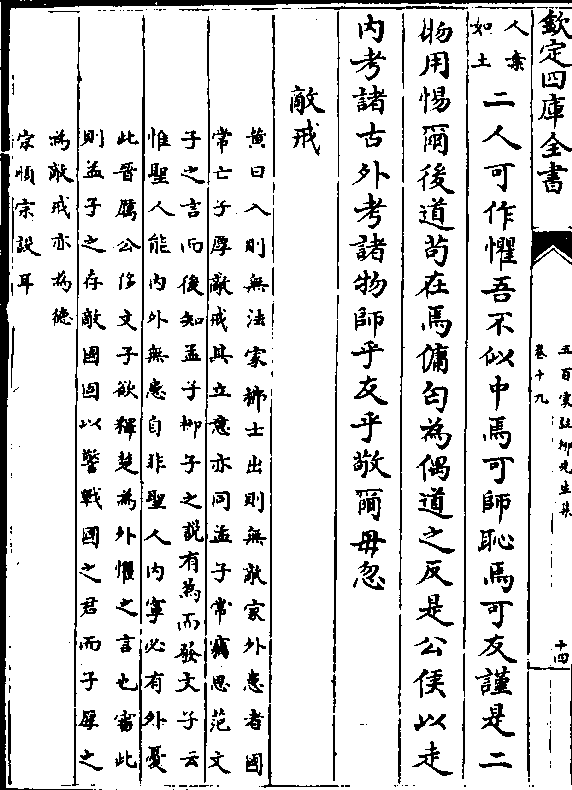 欽定四庫全書
五百家註柳先生集
卷十九
十四
人棄
如土二人可作懼吾不似中焉可師恥焉可友謹是二
物用惕爾後道苟在焉傭匄為偶道之反是公侯以走
内考諸古外考諸物師乎友乎敬爾毋忽
敵戒
黄曰入則無法家拂士出則無敵家外患者國
常亡子厚敵戒其立意亦同孟子常竊思范文
子之言而後知孟子柳子之說有為而發文子云
惟聖人能内外無患自非聖人内寧必有外憂
此晉厲公侈文子欲釋楚為外懼之言也審此
則孟子之存敵國固以警戰國之君而子厚之
為敵戒亦為德
宗順宗設耳